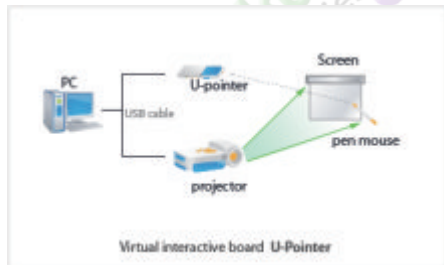 Screen
PC
U-pointer
USB cable
pen mouse
projector
Virtual interactive board U-Pointer